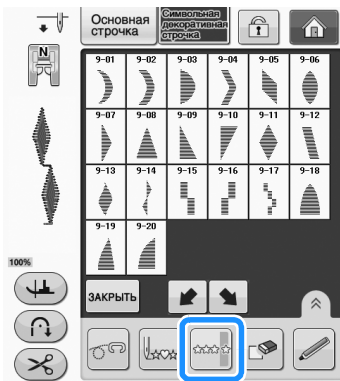 Основная
строчка
Символьная
декоративная
строчка
N
9-01 9-02 9-03 9-04 9-05 9-06
9-07 9-08 9-09 9-10 9-11 9-12
9-13 9-14 9-15 9-16 9-17 9-18
9-19 9-20
100%
ЗАКРЫТЬ